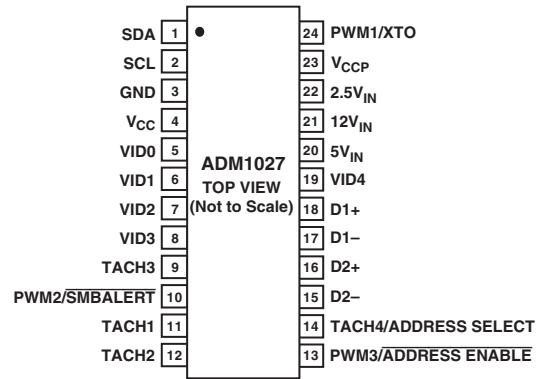 SDA 1 24 PWM1/XTO
SCL 2 23 VCCP
GND 3 22 2.5VIN
VCC 4 21 12VIN
VID0 5 20 5VIN
VID1 6 19 VID4
VID2 7 18 D1+
VID3 8 17 D1–
TACH3 9 16 D2+
PWM2/SMBALERT 10 15 D2–
TACH1 11 14 TACH4/ADDRESS SELECT
TACH2 12 13 PWM3/ADDRESS ENABLE
ADM1027
TOP VIEW
(Not to Scale)